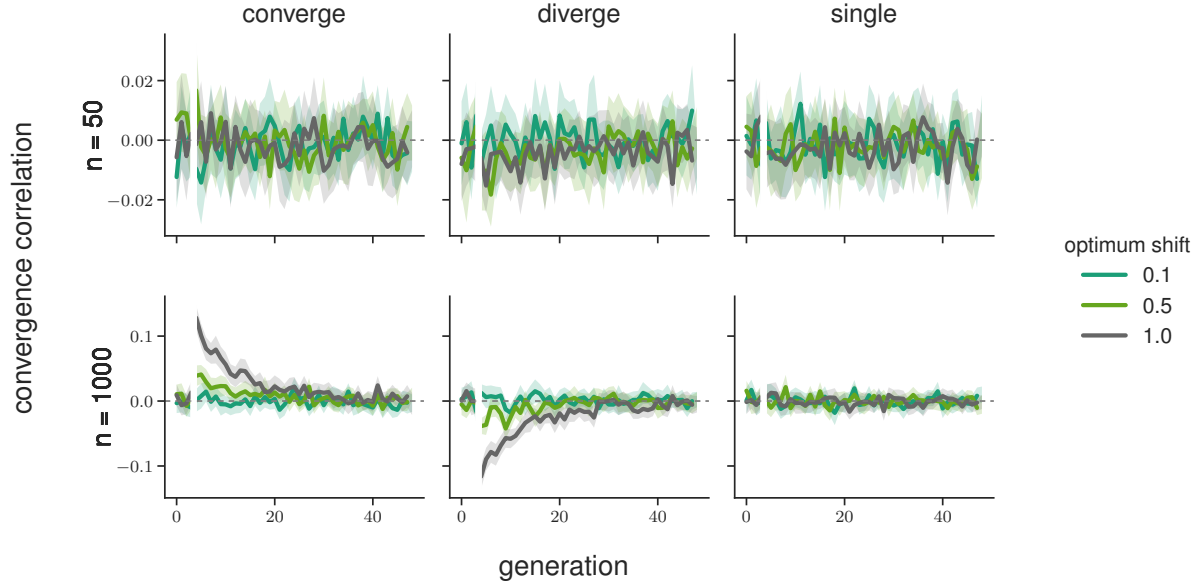 converge diverge single
convergence correlation
n = 50
0.02
0.00
−0.02
n = 1000
0.1
0.0
−0.1
0 20 40 0 20 40 0 20 40
generation
optimum shift
0.1
0.5
1.0